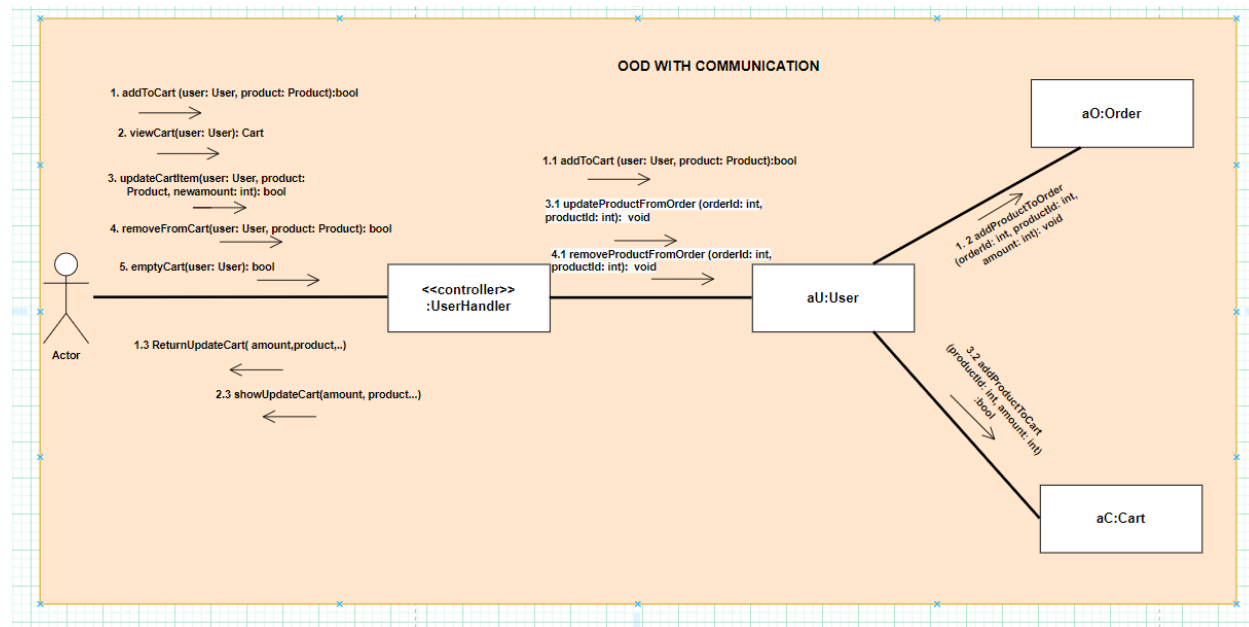 OOD WITH COMMUNICATION
1. addToCart (user: User, product: Product):bool
2. viewCart(user: User): Cart
3. updateCartItem(user: User, product:
Product, newamount: int): bool
4. removeFromCart(user: User, product: Product): bool
5. emptyCart(user: User): bool
Actor
1.3 ReturnUpdateCart( amount,product,..)
2.3 showUpdateCart(amount, product...)
<<controller>>
:UserHandler
1.1 addToCart (user: User, product: Product):bool
3.1 updateProductFromOrder (orderId: int,
productId: int): void
4.1 removeProductFromOrder (orderId: int,
productId: int): void
aU:User
aO:Order
1. 2 addProductToOrder
(orderId: int, productId: int,
amount: int): void
3.2 addProductToCart
(productId: int, amount: int)
:bool
aC:Cart